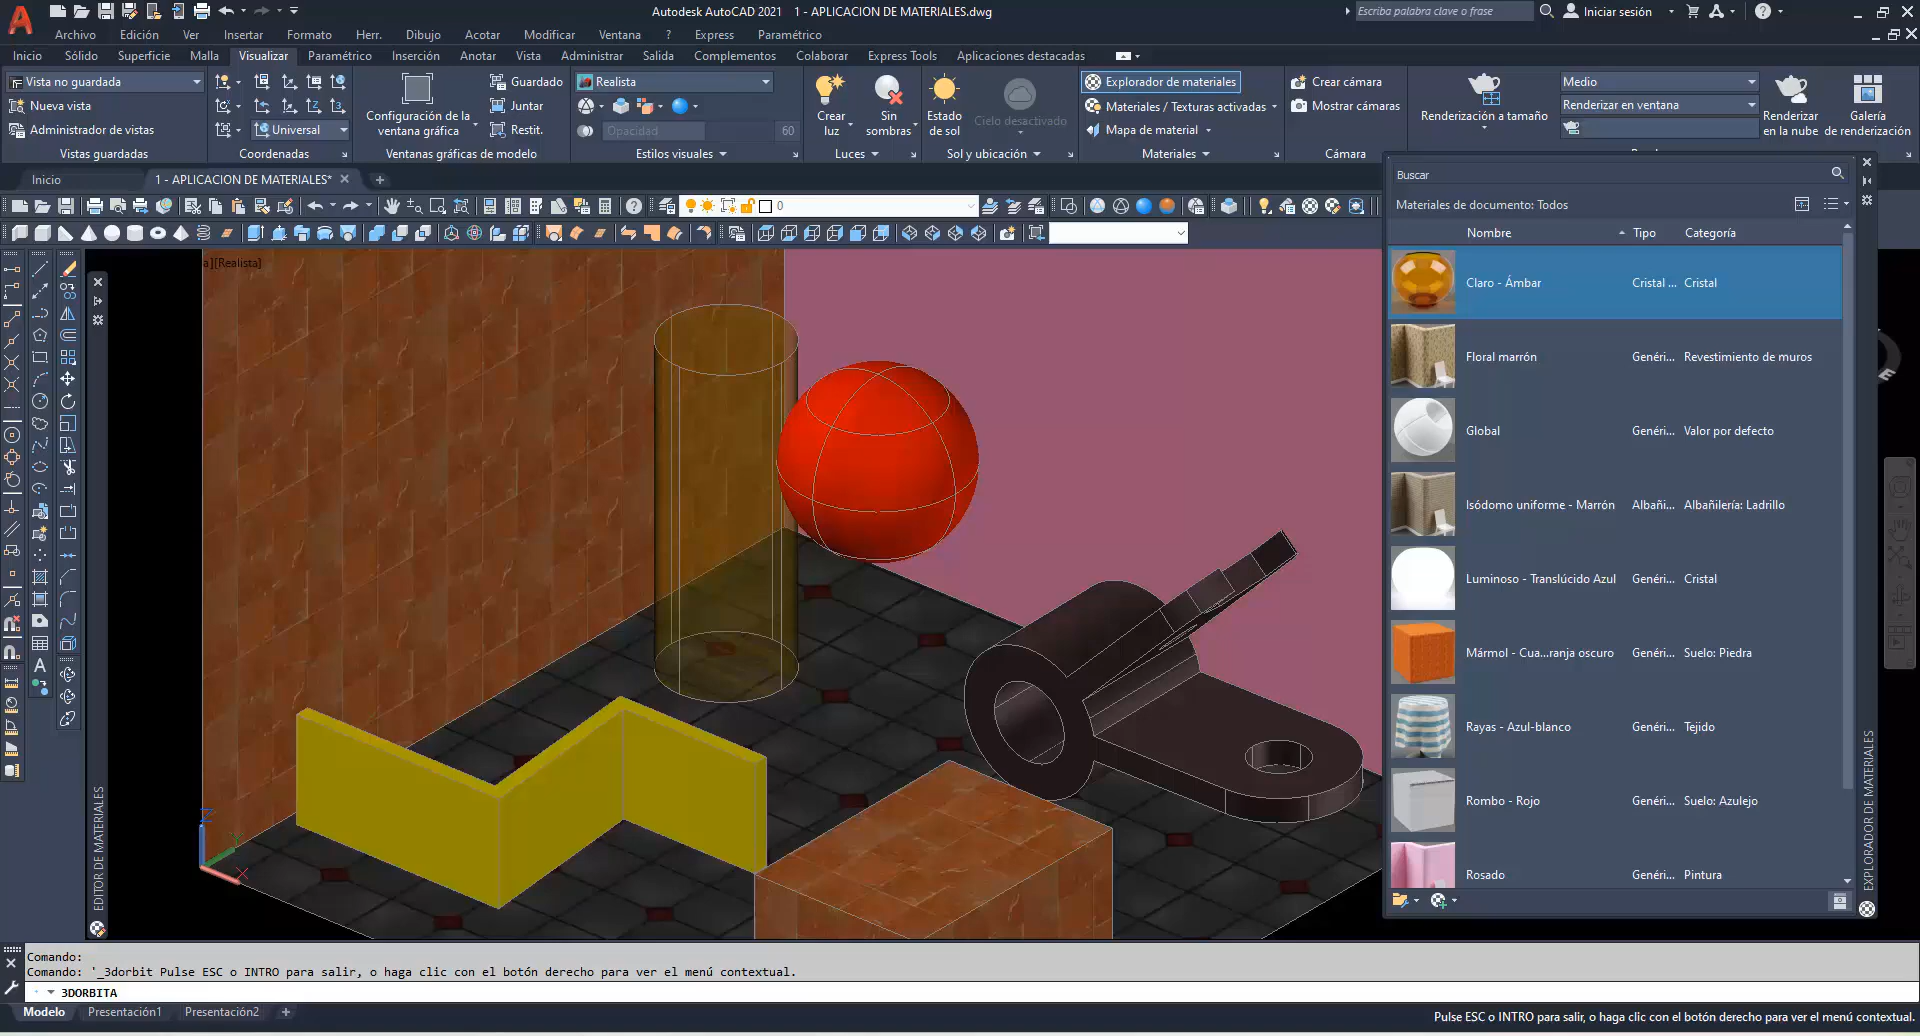 Autodesk AutoCAD 2021   1 - APLICACION DE MATERIALES.dwg
Escriba palabra clave o frase
Iniciar sesión
Archivo Edición Ver Insertar Formato Herr. Dibujo Acotar Modificar Ventana ? Express Paramétrico
Inicio Sólido Superficie Malla Visualizar Paramétrico Inserción Anotar Vista Administrar Salida Complementos Colaborar Express Tools Aplicaciones destacadas
Vista no guardada
Nueva vista
Administrador de vistas
Vistas guardadas
Universal
Coordenadas
Configuración de la
ventana gráfica
Guardado
Juntar
Restit.
Ventanas gráficas de modelo
Realista
Opacidad 60
Estilos visuales
Crear
luz
Sin
sombras
Luces
Estado
de sol
Cielo desactivado
Sol y ubicación
Explorador de materiales
Materiales / Texturas activadas
Mapa de material
Materiales
Crear cámara
Mostrar cámaras
Cámara
Renderización a tamaño
Medio
Renderizar en ventana
Renderizar
en la nube
Galería
de renderización
Inicio
1 - APLICACION DE MATERIALES*
0
a][Realista]
Z
X
EDITOR DE MATERIALES
Buscar
Materiales de documento: Todos
Nombre Tipo Categoría
Claro - Ámbar Cristal ... Cristal
Floral marrón Genéri... Revestimiento de muros
Global Genéri... Valor por defecto
Isódomo uniforme - Marrón Albañi... Albañilería: Ladrillo
Luminoso - Translúcido Azul Genéri... Cristal
Mármol - Cua...ranja oscuro Genéri... Suelo: Piedra
Rayas - Azul-blanco Genéri... Tejido
Rombo - Rojo Genéri... Suelo: Azulejo
Rosado Genéri... Pintura
EXPLORADOR DE MATERIALES
E
Comando:
Comando: '_3dorbit Pulse ESC o INTRO para salir, o haga clic con el botón derecho para ver el menú contextual.
3DORBITA
Modelo Presentación1 Presentación2 +
Pulse ESC o INTRO para salir, o haga clic con el botón derecho para ver el menú contextual.